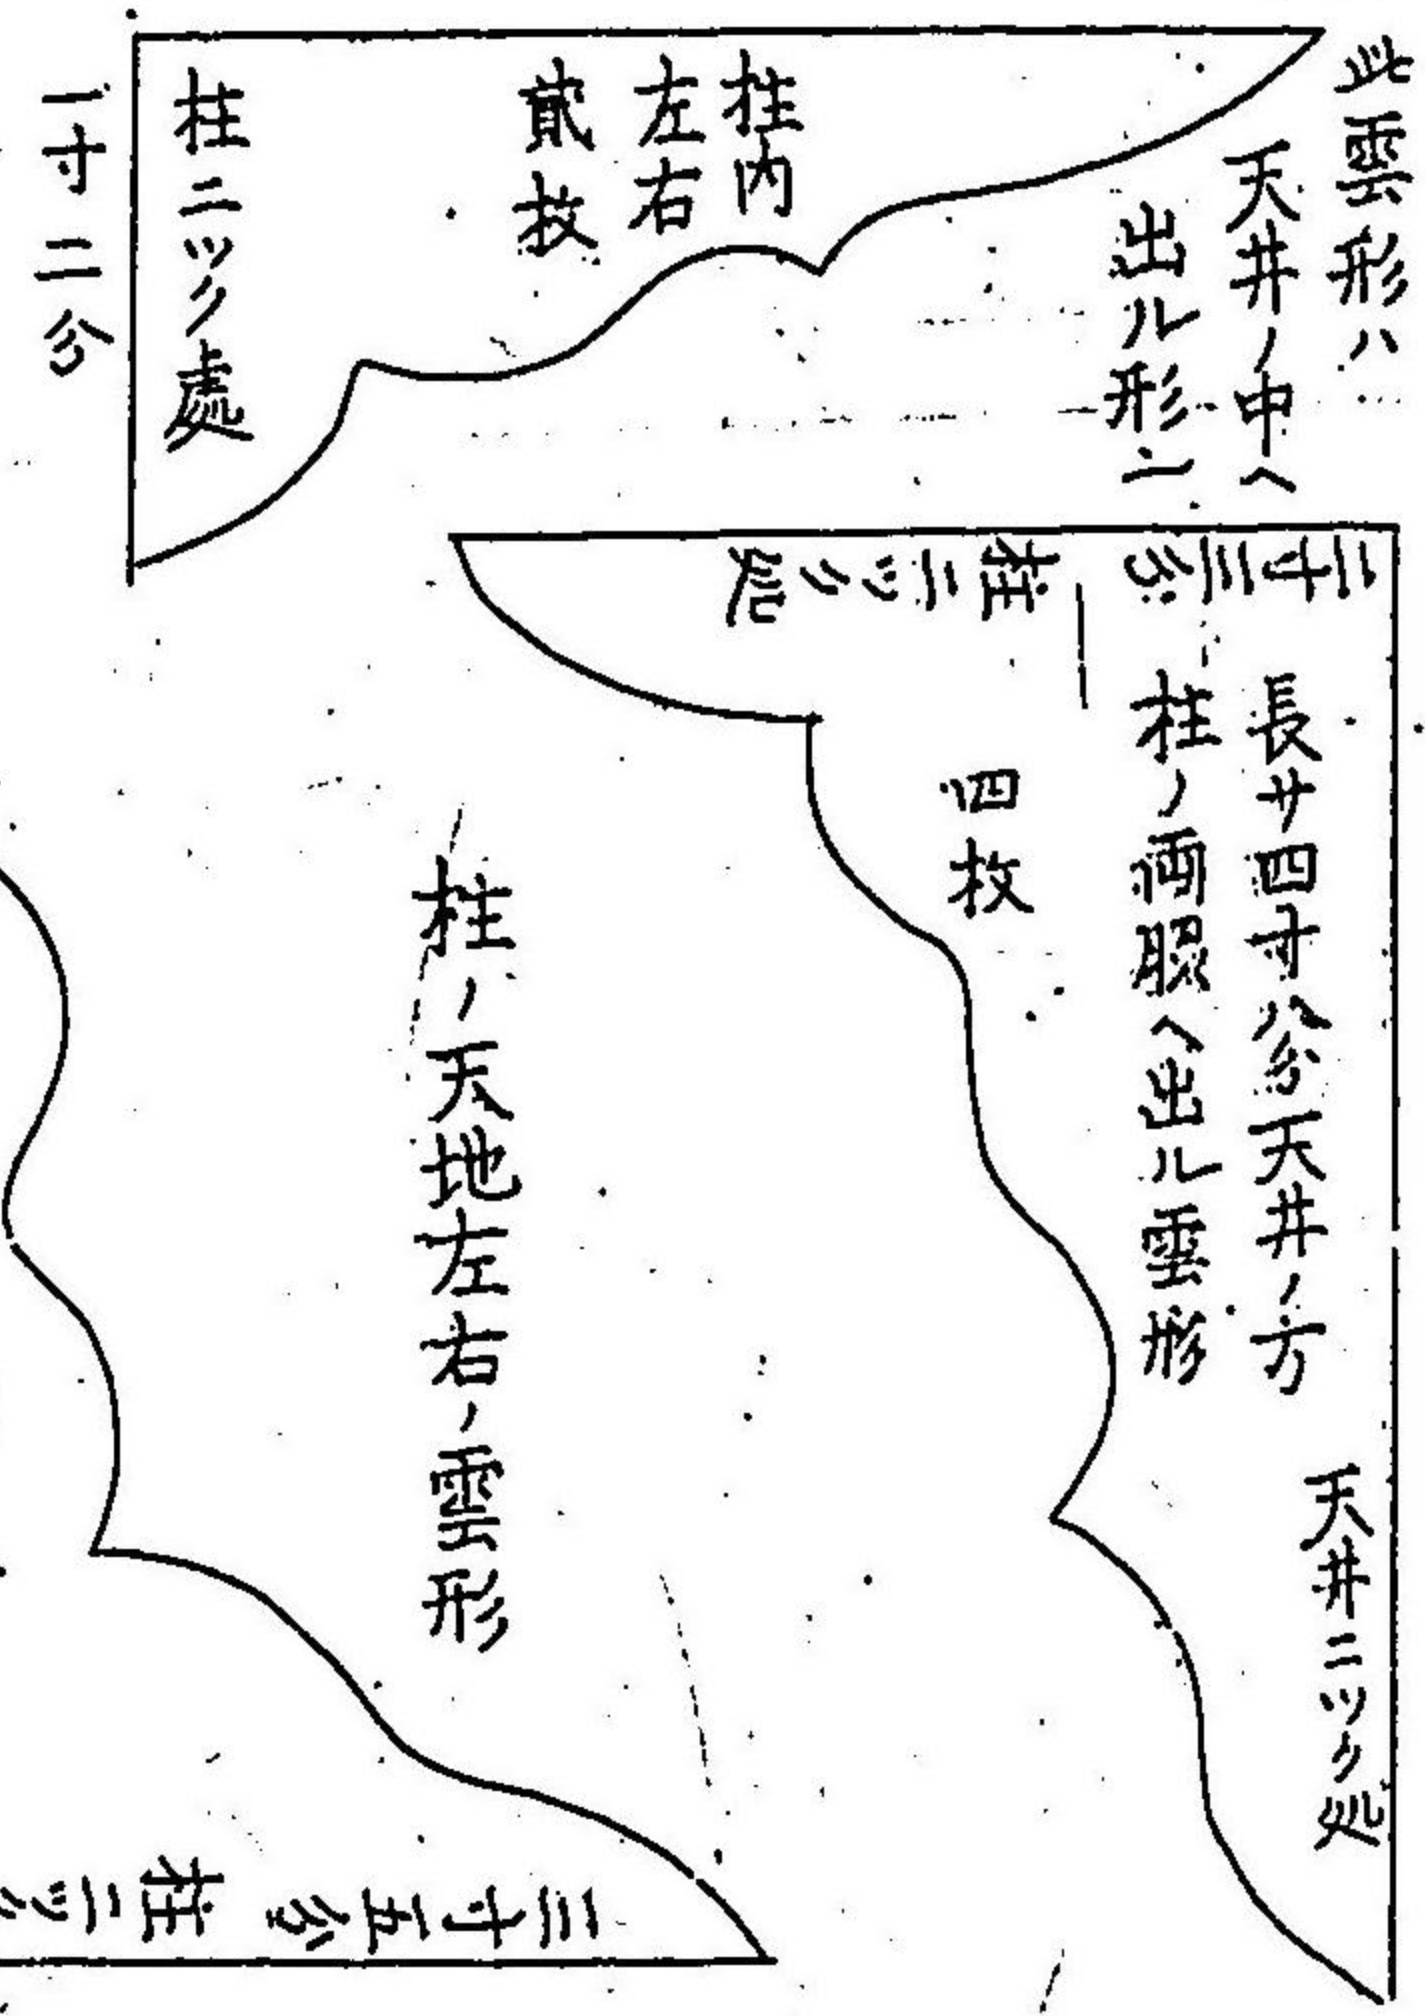 此雲形ハ
天井ノ中ヘ
出ル形ニ
柱内
左右
貳枚
柱ニツク處
一寸二分
三寸三分 柱ニツク処
長サ四寸八分天井ノ方
柱ノ両眼ヘ出ル雲形
四枚
天井ニツク処
柱ノ天地左右ノ雲形
三寸五分 柱ニツ